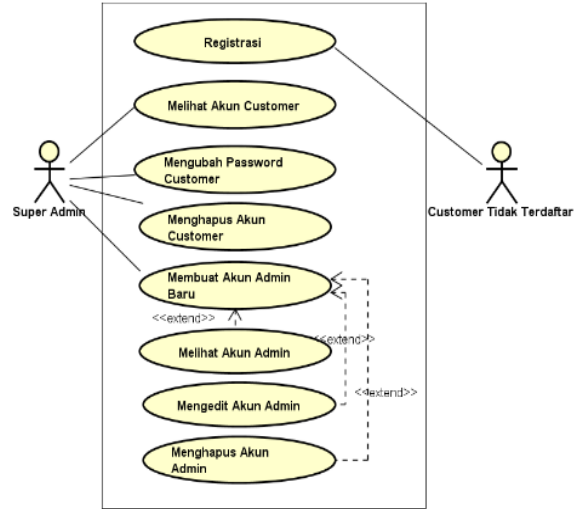 Registrasi
Melihat Akun Customer
Mengubah Password
Customer
Super Admin
Customer Tidak Terdaftar
Menghapus Akun
Customer
Membuat Akun Admin
Baru
<<extend>>
<<extend>>
Melihat Akun Admin
<<extend>>
Mengedit Akun Admin
Menghapus Akun
Admin